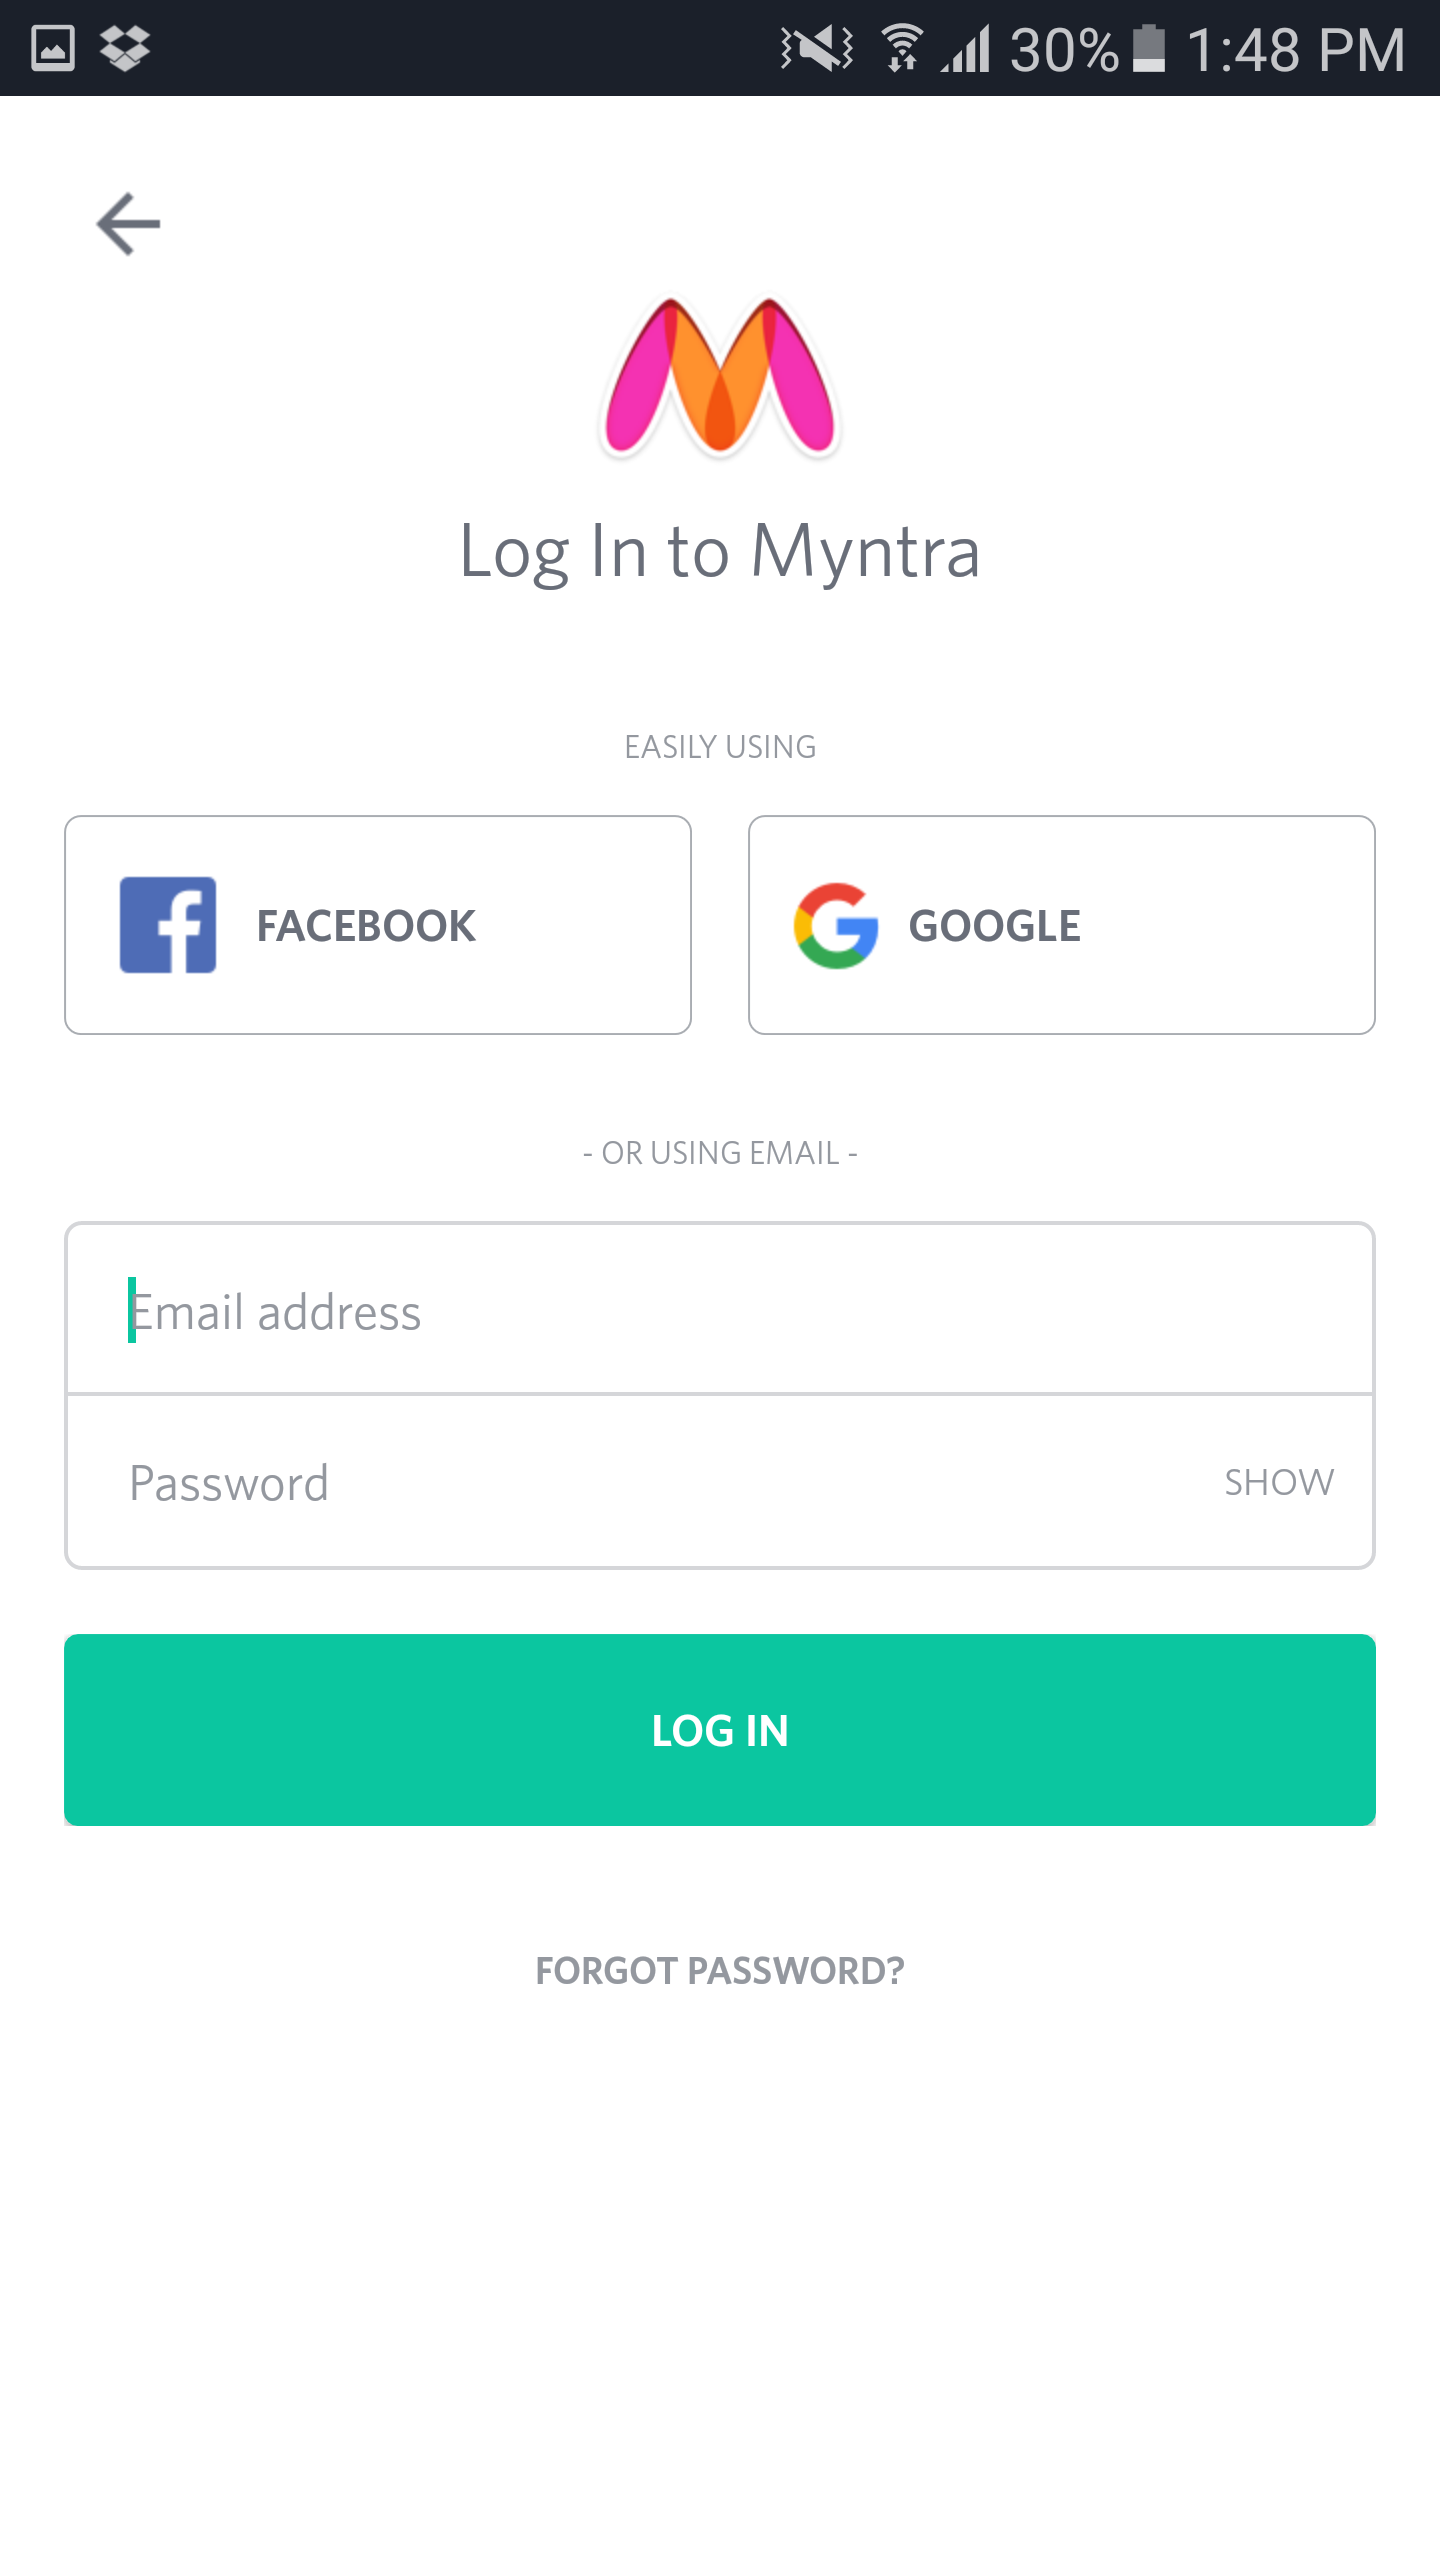 30% 1:48 PM
Log In to Myntra
EASILY USING
FACEBOOK
GOOGLE
- OR USING EMAIL -
Email address
Password
SHOW
LOG IN
FORGOT PASSWORD?